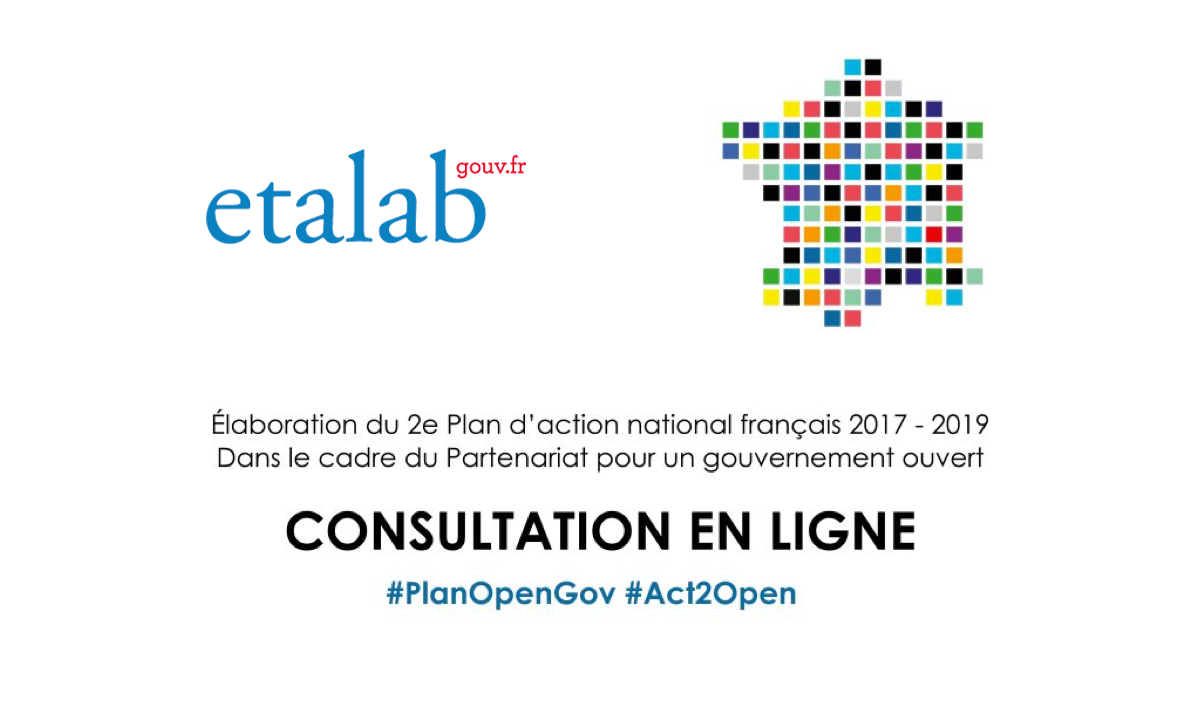 etalab gouv.fr
Élaboration du 2e Plan d’action national français 2017 - 2019
Dans le cadre du Partenariat pour un gouvernement ouvert
CONSULTATION EN LIGNE
#PlanOpenGov #Act2Open